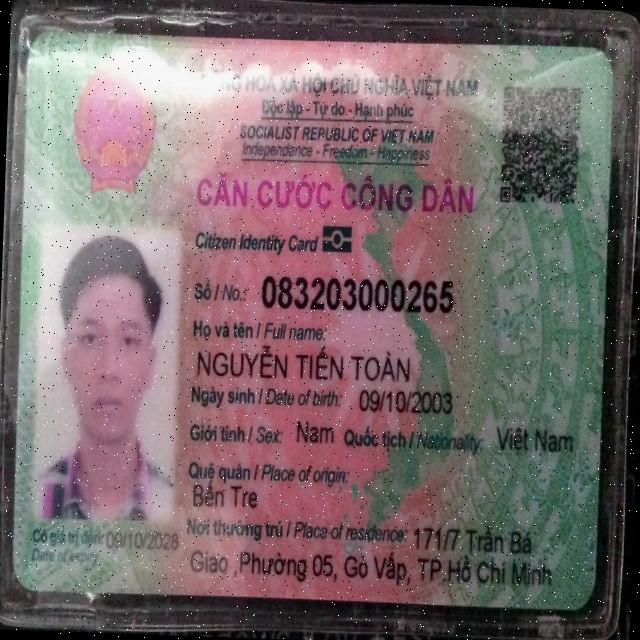 HÒA XÃ HỘI CHỦ NGHĨA VIỆT NAM
Độc lập - Tự do - Hạnh phúc
SOCIALIST REPUBLIC OF VIET NAM
Independence - Freedom - Happiness
CĂN CƯỚC CÔNG DÂN
Citizen Identity Card
Số / No.: 083203000265
Họ và tên / Full name:
NGUYỄN TIẾN TOÀN
Ngày sinh / Date of birth: 09/10/2003
Giới tính / Sex: Nam Quốc tịch / Nationality: Việt Nam
Quê quán / Place of origin:
Bến Tre
Nơi thường trú / Place of residence: 171/7 Trần Bá
Giao ,Phường 05, Gò Vấp, TP.Hồ Chí Minh
Có giá trị đến: 09/10/2028
Date of expiry